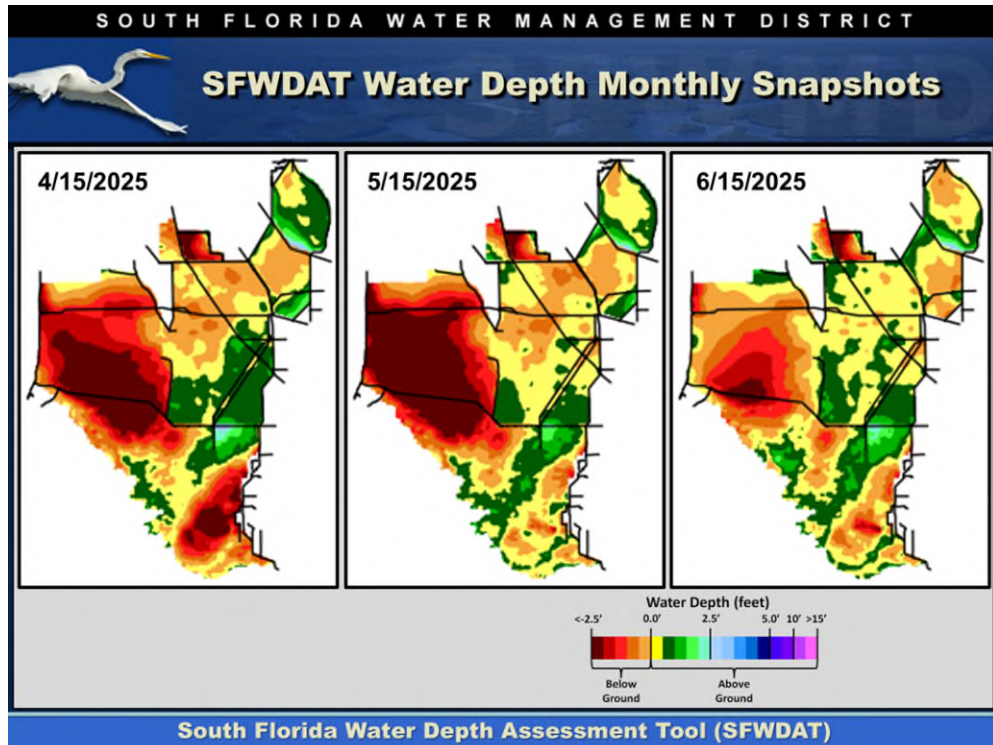 SOUTH FLORIDA WATER MANAGEMENT DISTRICT
SFWDAT Water Depth Monthly Snapshots
4/15/2025
5/15/2025
6/15/2025
Water Depth (feet)
<-2.5' 0.0' 2.5' 5.0' 10' >15'
Below Ground
Above Ground
South Florida Water Depth Assessment Tool (SFWDAT)